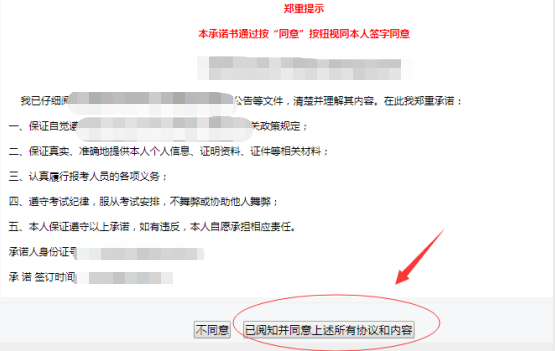 郑重提示
本承诺书通过按“同意”按钮视同本人签字同意
我已仔细阅 公告等文件，清楚并理解其内容。在此我郑重承诺：
一、保证自觉遵 关政策规定；
二、保证真实、准确地提供本人个人信息、证明资料、证件等相关材料；
三、认真履行报考人员的各项义务；
四、遵守考试纪律，服从考试安排，不舞弊或协助他人舞弊；
五、本人保证遵守以上承诺，如有违反，本人自愿承担相应责任。
承诺人身份证号
承 诺 签订时间
不同意 已阅知并同意上述所有协议和内容